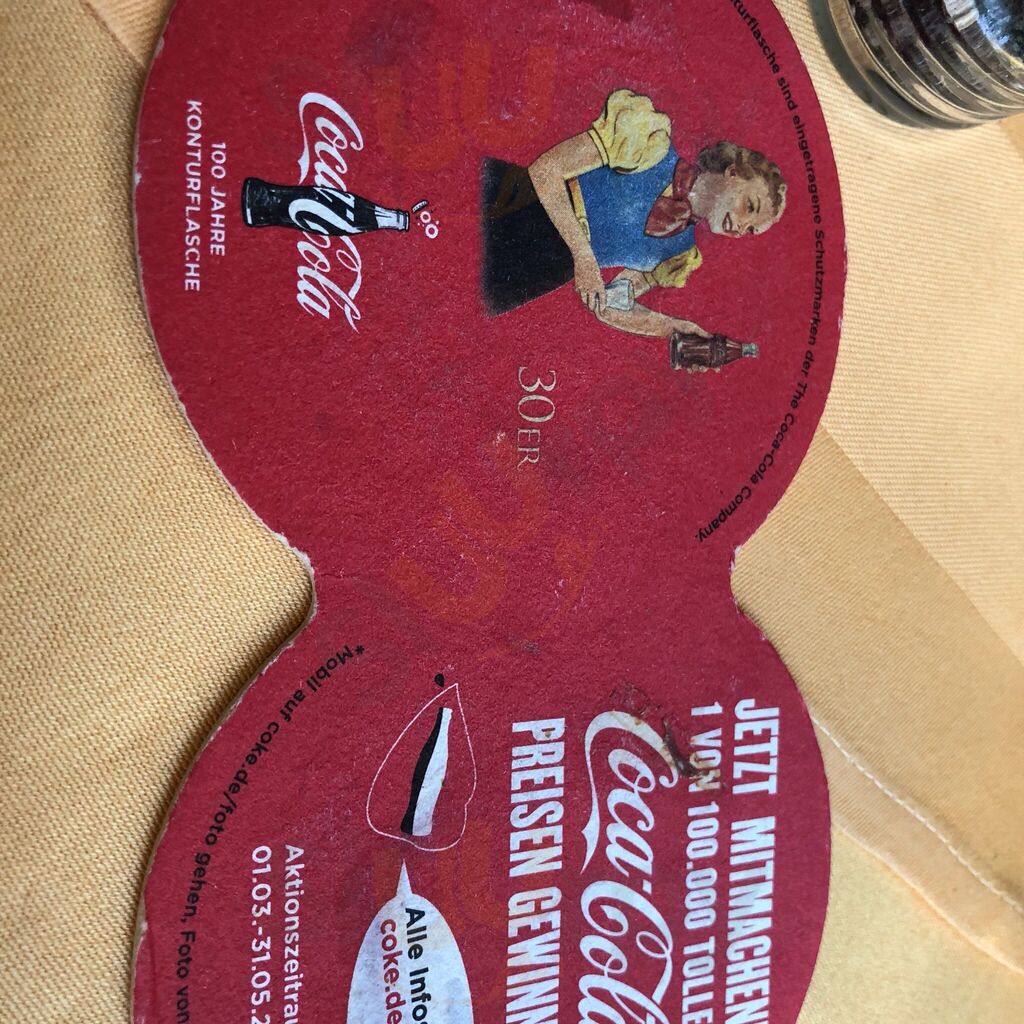 turflasche sind eingetragene Schutzmarken der The Coca-Cola Company.
30ER
Coca-Cola
100 JAHRE
KONTURFLASCHE
JETZT MITMACHEN
1 VON 100.000 TOLLE
Coca-Cola
PREISEN GEWINN
Alle Infos
coke.de
Aktionszeitrau
01.03.-31.05.2
*Mobil auf coke.de/foto gehen, Foto von